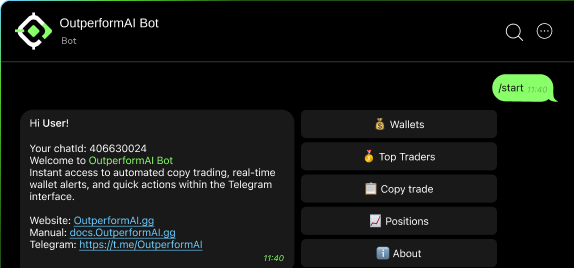 OutperformAI Bot
Bot
/start 11:40
Hi User!
Your chatId: 406630024
Welcome to OutperformAI Bot
Instant access to automated copy trading, real-time
wallet alerts, and quick actions within the Telegram
interface.
Website: OutperformAI.gg
Manual: docs.OutperformAI.gg
Telegram: https://t.me/OutperformAI
11:40
Wallets
Top Traders
Copy trade
Positions
About